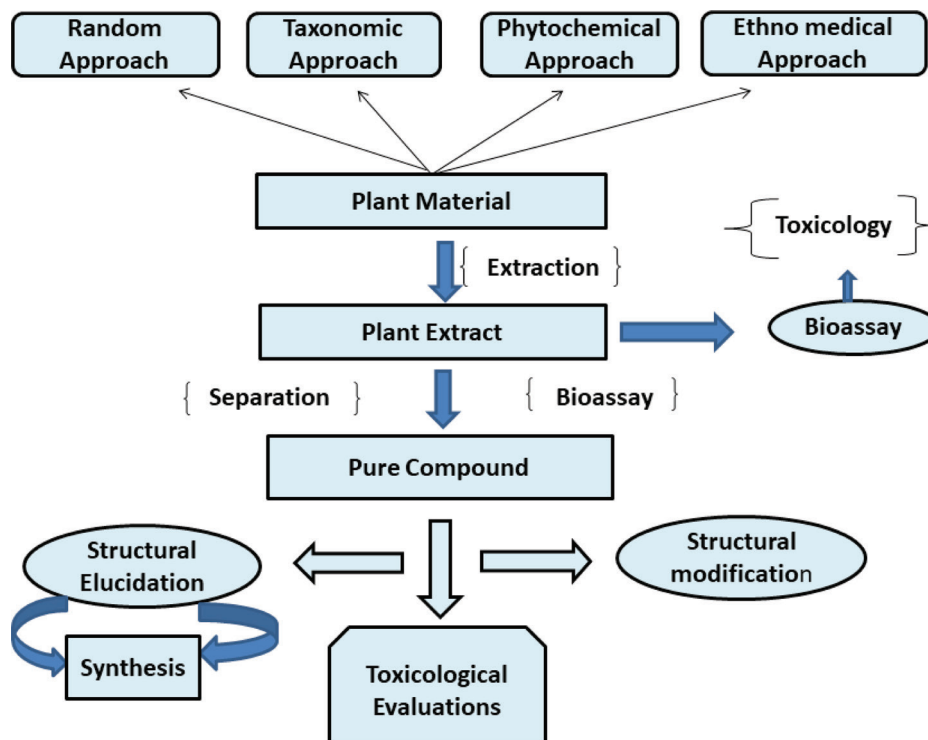 Random
Approach
Taxonomic
Approach
Phytochemical
Approach
Ethno medical
Approach
Plant Material
Toxicology
Extraction
Plant Extract
Bioassay
Separation
Bioassay
Pure Compound
Structural
Elucidation
Structural
modification
Synthesis
Toxicological
Evaluations